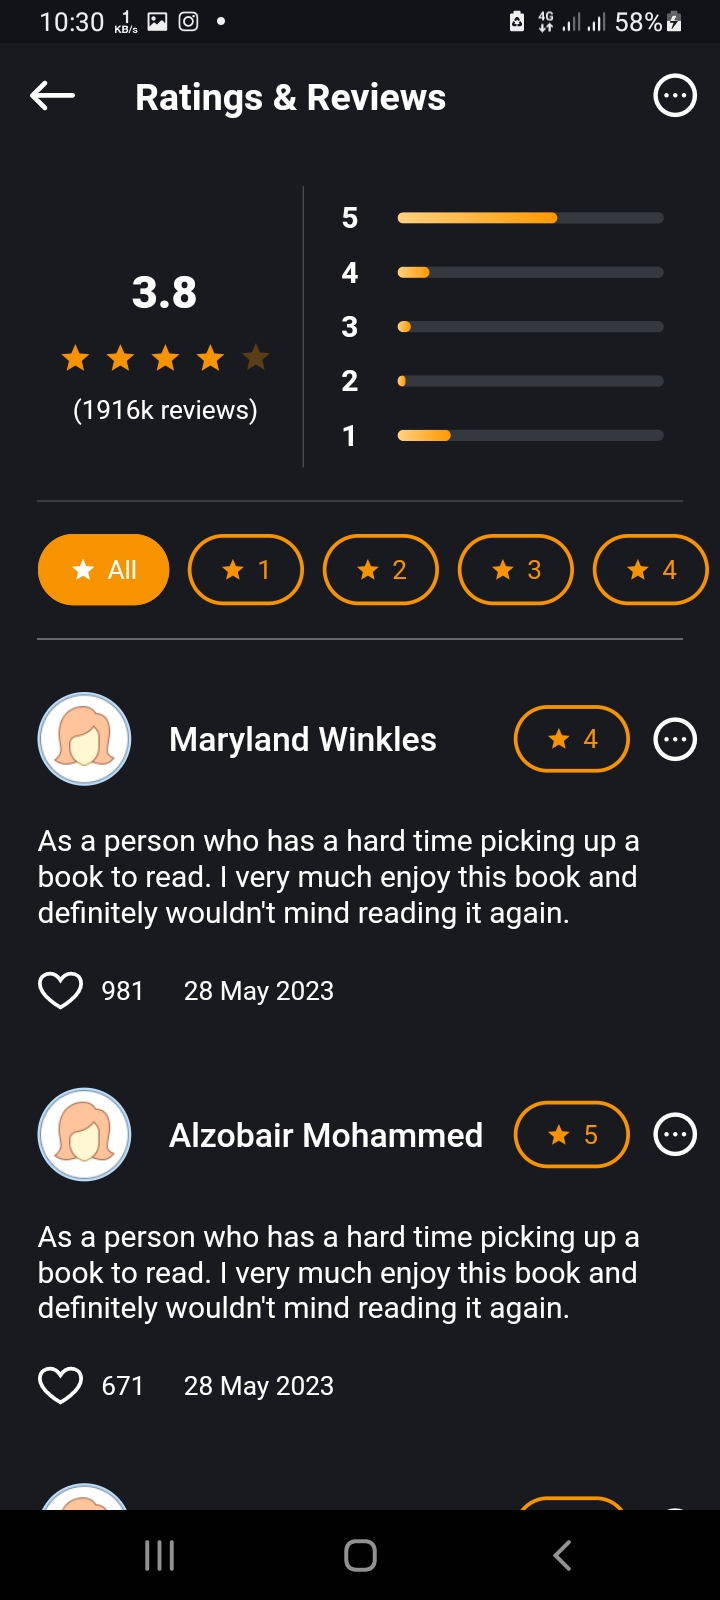 10:30 1 KB/s 4G 58%
Ratings & Reviews
3.8
(1916k reviews)
5
4
3
2
1
All 1 2 3 4
Maryland Winkles 4
As a person who has a hard time picking up a
book to read. I very much enjoy this book and
definitely wouldn't mind reading it again.
981 28 May 2023
Alzobair Mohammed 5
As a person who has a hard time picking up a
book to read. I very much enjoy this book and
definitely wouldn't mind reading it again.
671 28 May 2023